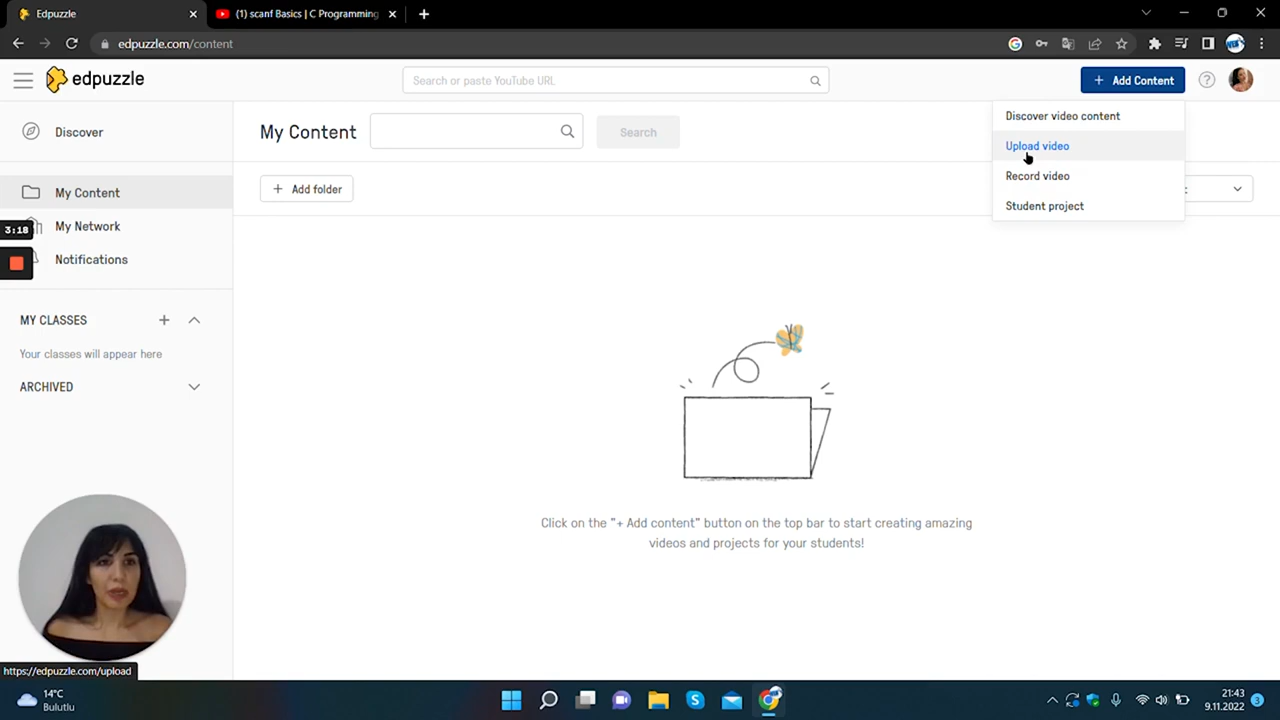 Edpuzzle
(1) scanf Basics | C Programming
edpuzzle.com/content
edpuzzle
Search or paste YouTube URL
+ Add Content
?
Discover
My Content
Search
Discover video content
Upload video
Record video
Student project
My Content
+ Add folder
:
3:18
My Network
Notifications
MY CLASSES +
Your classes will appear here
ARCHIVED
Click on the "+ Add content" button on the top bar to start creating amazing
videos and projects for your students!
https://edpuzzle.com/upload
14°C
Bulutlu
21:43
9.11.2022
3